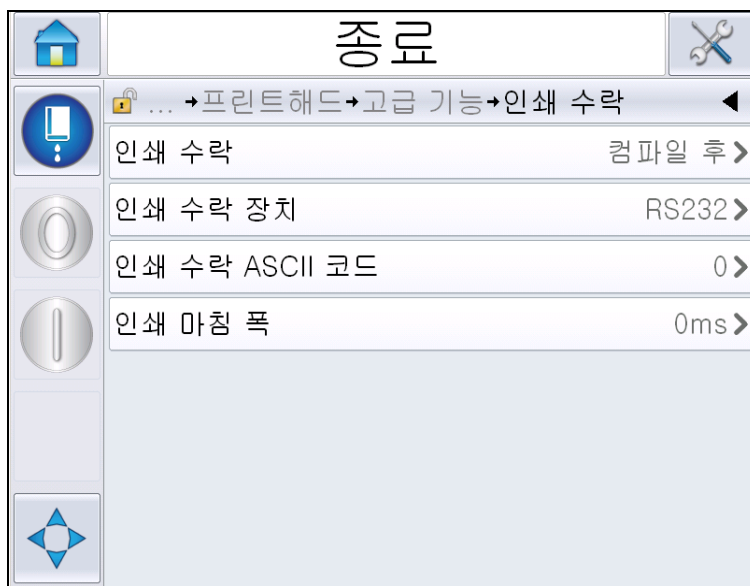 종료
... →프린트해드→고급 기능→인쇄 수락
인쇄 수락 컴파일 후
인쇄 수락 장치 RS232
인쇄 수락 ASCII 코드 0
인쇄 마침 폭 0ms